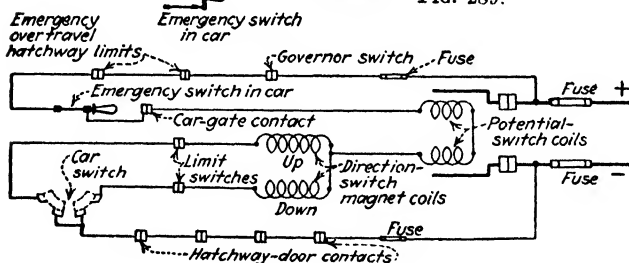 Emergency switch
in car
FIG. 289.
Emergency
over travel
hatchway limits
Governor switch
Fuse
Emergency switch in car
Fuse
+
Car-gate contact
Potential-
switch coils
Car
switch
Limit
switches
Up
Direction-
switch
magnet coils
Down
Fuse
−
Fuse
Hatchway-door contacts